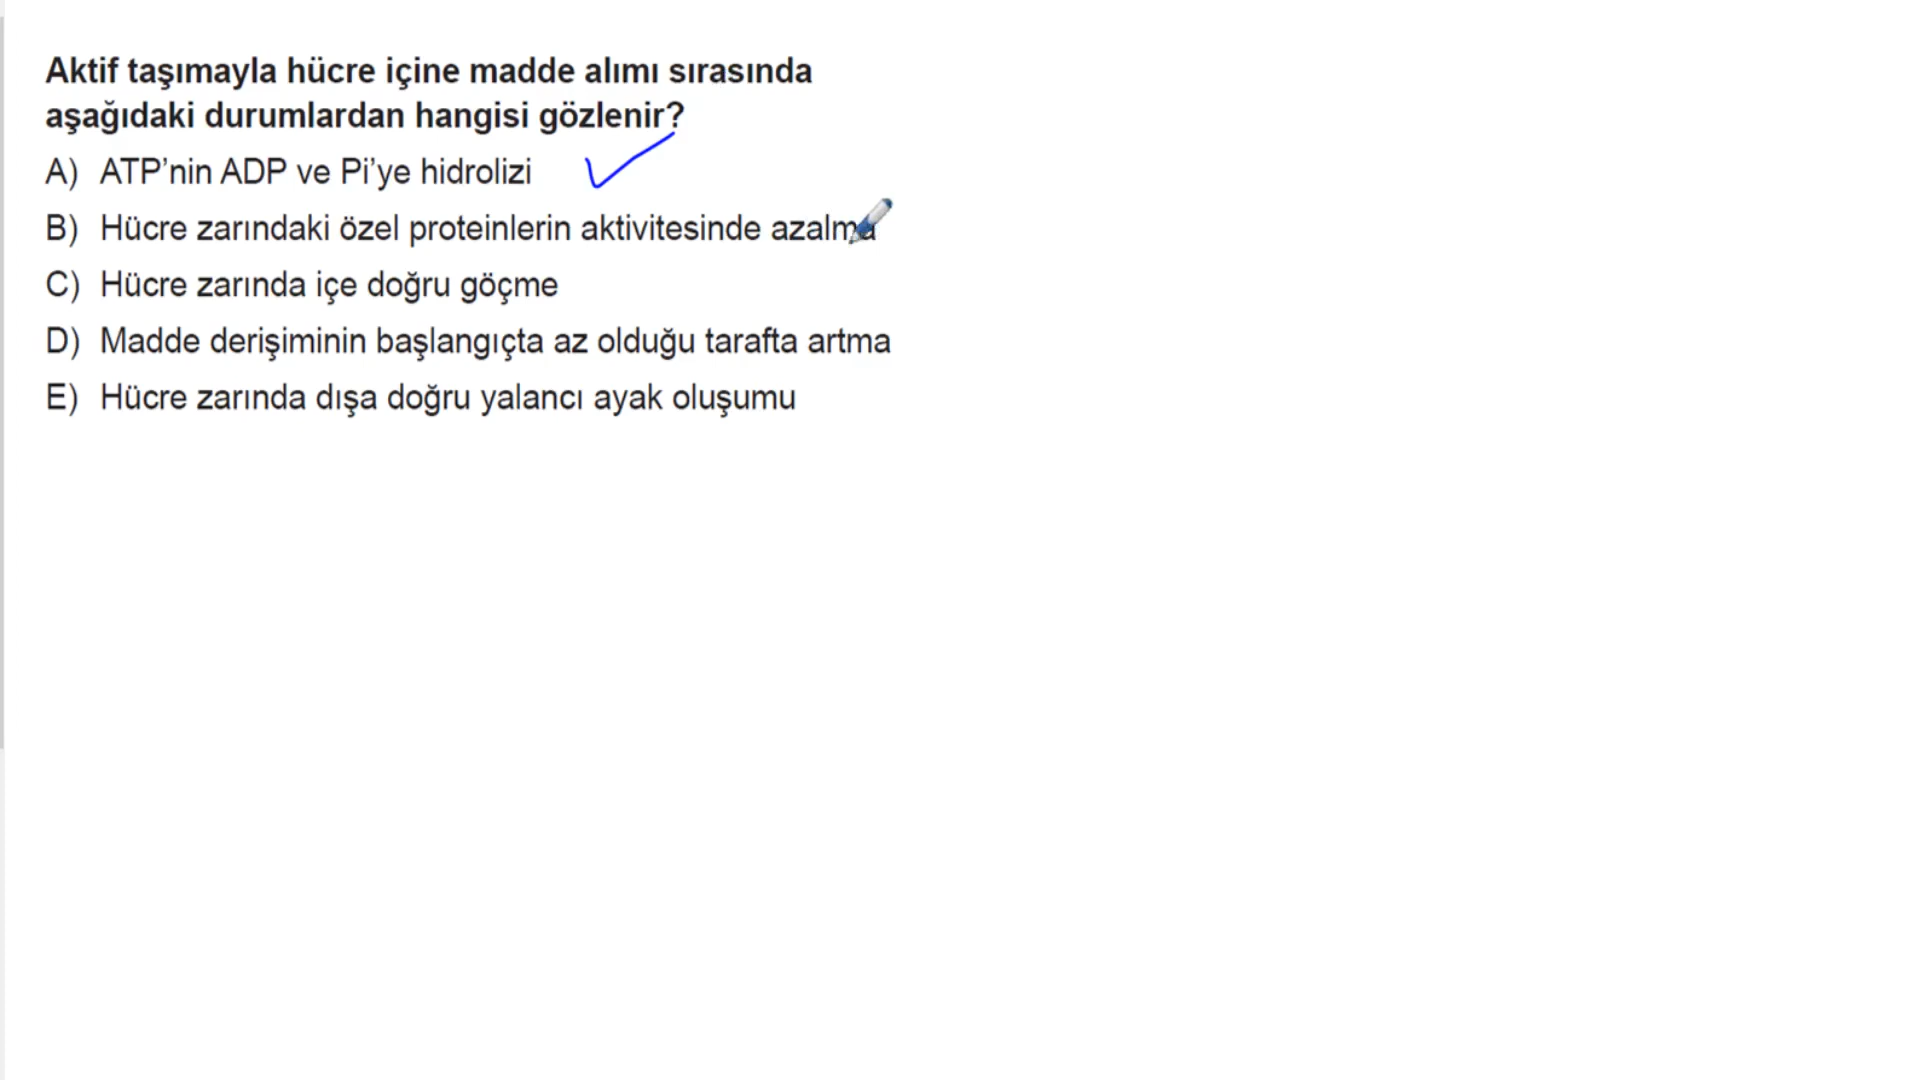 Aktif taşımayla hücre içine madde alımı sırasında
aşağıdaki durumlardan hangisi gözlenir?
A) ATP’nin ADP ve Pi’ye hidrolizi
B) Hücre zarındaki özel proteinlerin aktivitesinde azalma
C) Hücre zarında içe doğru göçme
D) Madde derişiminin başlangıçta az olduğu tarafta artma
E) Hücre zarında dışa doğru yalancı ayak oluşumu